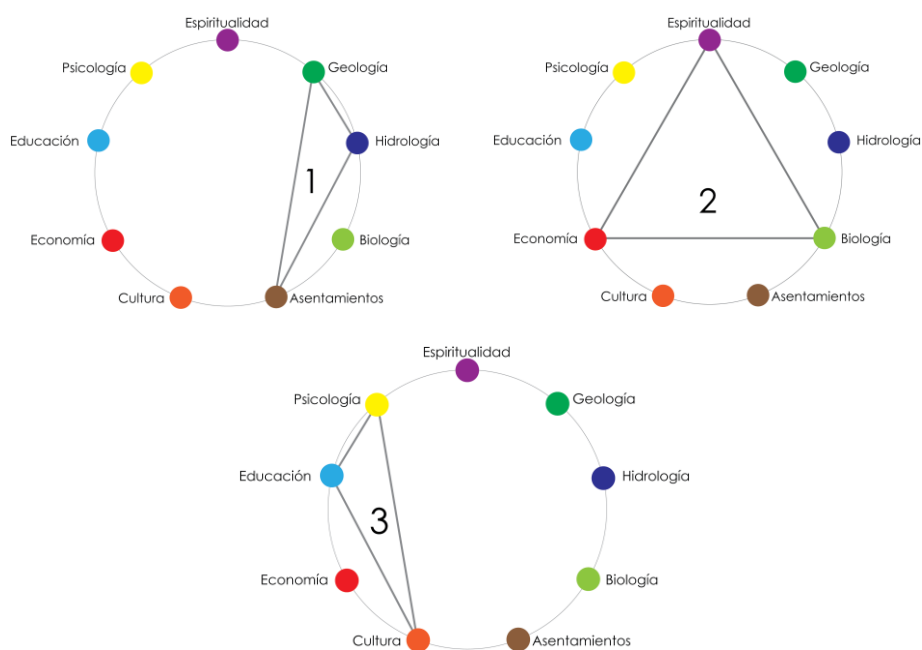 Espiritualidad
Psicología
Geología
Educación
Hidrología
1
Economía
Biología
Cultura
Asentamientos
Espiritualidad
Psicología
Geología
Educación
Hidrología
2
Economía
Biología
Cultura
Asentamientos
Espiritualidad
Psicología
Geología
Educación
Hidrología
3
Economía
Biología
Cultura
Asentamientos